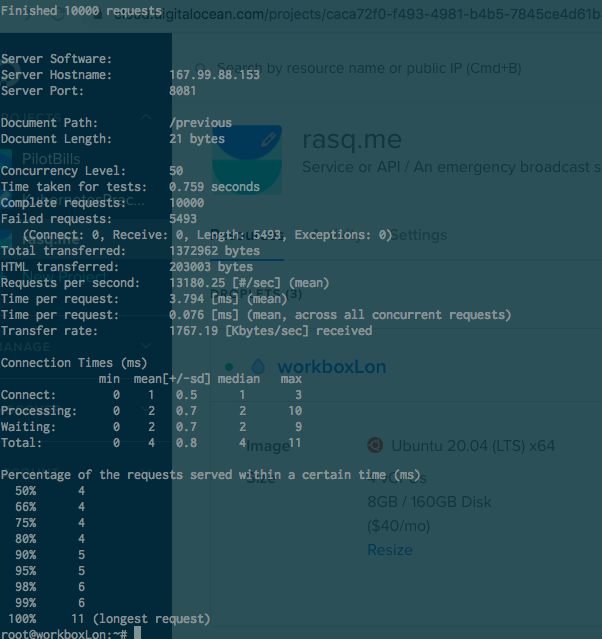 Finished 10000 requests
cloud.digitalocean.com/projects/caca72f0-f493-4981-b4b5-7845ce4d61b
Server Software:
Server Hostname: 167.99.88.153
Server Port: 8081
Search by resource name or public IP (Cmd+B)
Document Path: /previous
Document Length: 21 bytes
PilotBills
rasq.me
Service or API / An emergency broadcast s
Concurrency Level: 50
Time taken for tests: 0.759 seconds
Complete requests: 10000
Failed requests: 5493
(Connect: 0, Receive: 0, Length: 5493, Exceptions: 0)
rasq.me
Settings
Total transferred: 1372962 bytes
HTML transferred: 203003 bytes
New Project
Requests per second: 13180.25 [#/sec] (mean)
Time per request: 3.794 [ms] (mean)
DROPLETS (3)
Time per request: 0.076 [ms] (mean, across all concurrent requests)
Transfer rate: 1767.19 [Kbytes/sec] received
MANAGE
Connection Times (ms)
workboxLon
min mean[+/-sd] median max
Connect: 0 1 0.5 1 3
Processing: 0 2 0.7 2 10
Waiting: 0 2 0.7 2 9
Total: 0 4 0.8 4 11
Image
Ubuntu 20.04 (LTS) x64
Size
Percentage of the requests served within a certain time (ms)
50% 4
66% 4
75% 4
80% 4
90% 5
95% 5
98% 6
99% 6
100% 11 (longest request)
8GB / 160GB Disk
($40/mo)
Resize
root@workboxLon:~#